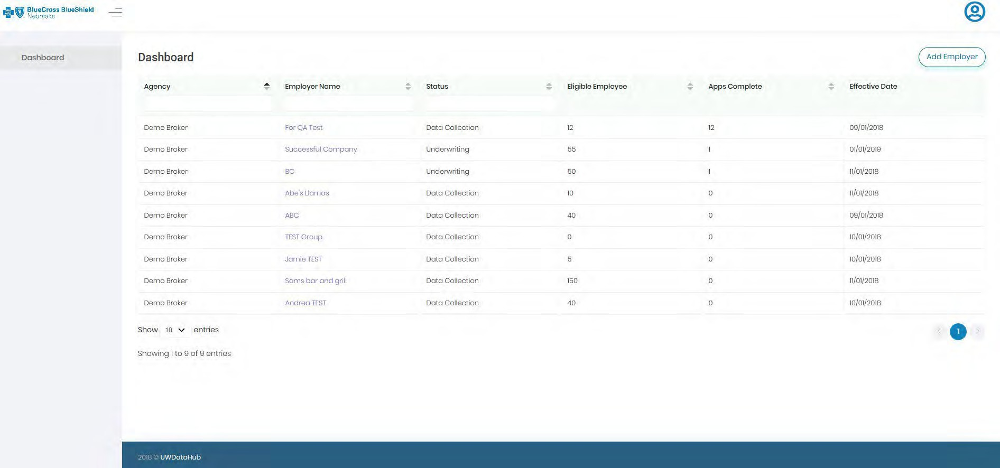 BlueCross BlueShield
Nebraska
Dashboard
Dashboard
Add Employer
Agency Employer Name Status Eligible Employee Apps Complete Effective Date
Demo Broker For QA Test Data Collection 12 12 09/01/2018
Demo Broker Successful Company Underwriting 55 1 01/01/2019
Demo Broker BC Underwriting 50 1 11/01/2018
Demo Broker Abe's Llamas Data Collection 10 0 11/01/2018
Demo Broker ABC Data Collection 40 0 09/01/2018
Demo Broker TEST Group Data Collection 0 0 10/01/2018
Demo Broker Jamie TEST Data Collection 5 0 10/01/2018
Demo Broker Sams bar and grill Data Collection 150 0 11/01/2018
Demo Broker Andrea TEST Data Collection 40 0 10/01/2018
Show 10 entries
1
Showing 1 to 9 of 9 entries
2018 © UWDataHub